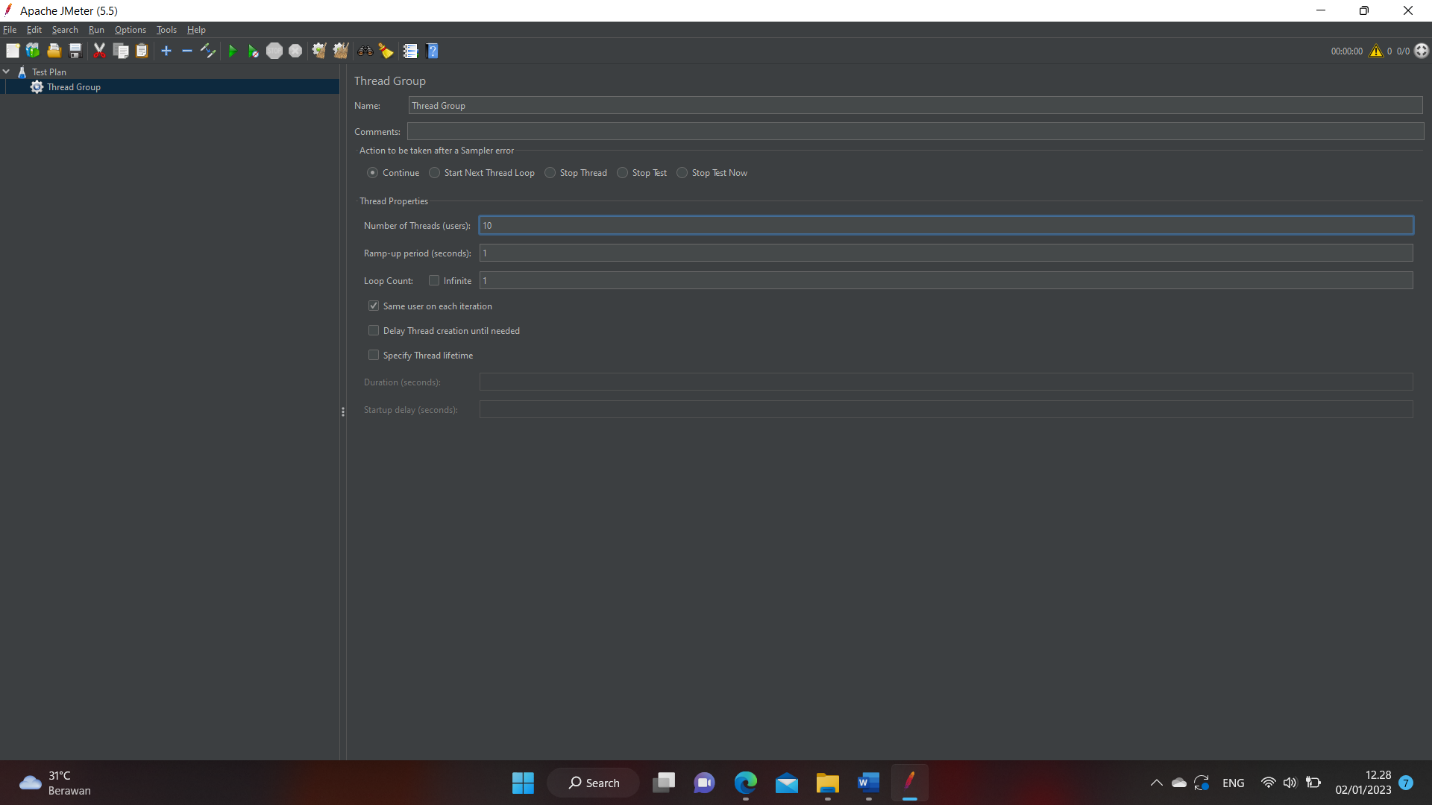 Apache JMeter (5.5)
File Edit Search Run Options Tools Help
00:00:00 0 0/0
Test Plan
Thread Group
Thread Group
Name: Thread Group
Comments:
Action to be taken after a Sampler error
Continue Start Next Thread Loop Stop Thread Stop Test Stop Test Now
Thread Properties
Number of Threads (users): 10
Ramp-up period (seconds): 1
Loop Count: Infinite 1
Same user on each iteration
Delay Thread creation until needed
Specify Thread lifetime
Duration (seconds):
Startup delay (seconds):
31°C
Berawan
Search
ENG
12.28
02/01/2023
7